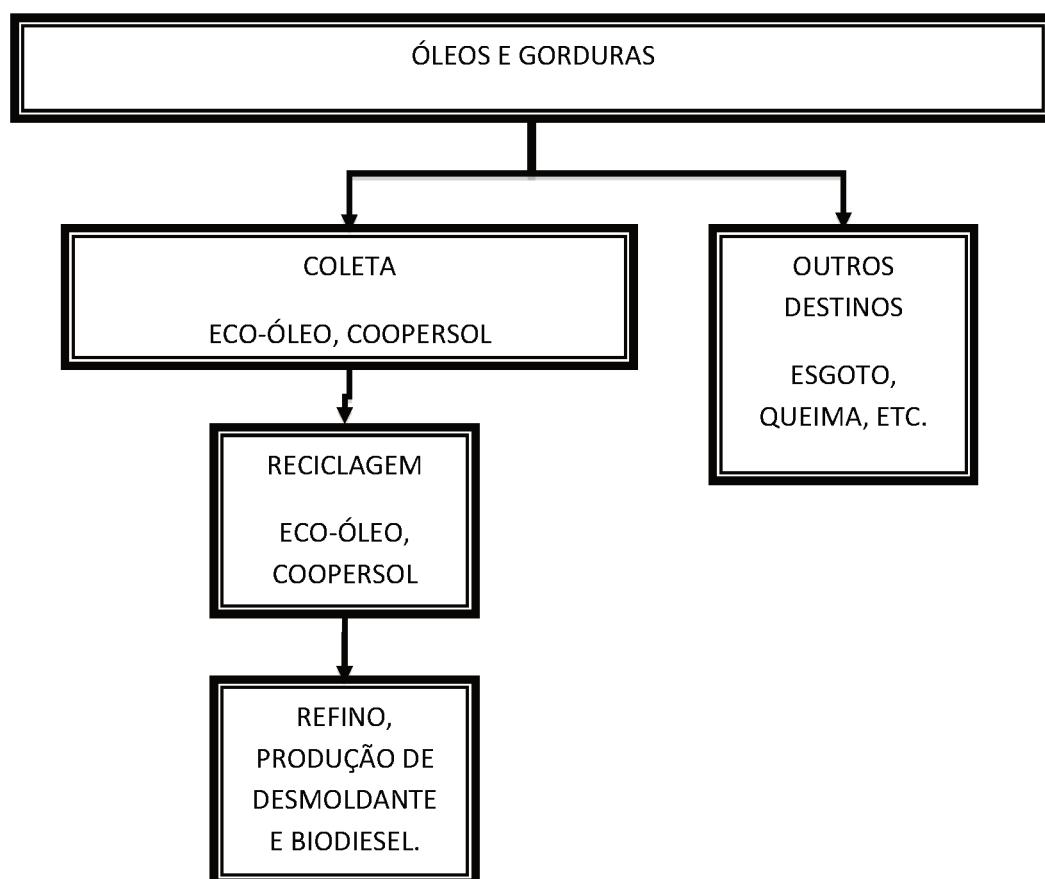 ÓLEOS E GORDURAS
COLETA
ECO-ÓLEO, COOPERSOL
OUTROS
DESTINOS
ESGOTO,
QUEIMA, ETC.
RECICLAGEM
ECO-ÓLEO,
COOPERSOL
REFINO,
PRODUÇÃO DE
DESMOLDANTE
E BIODIESEL.